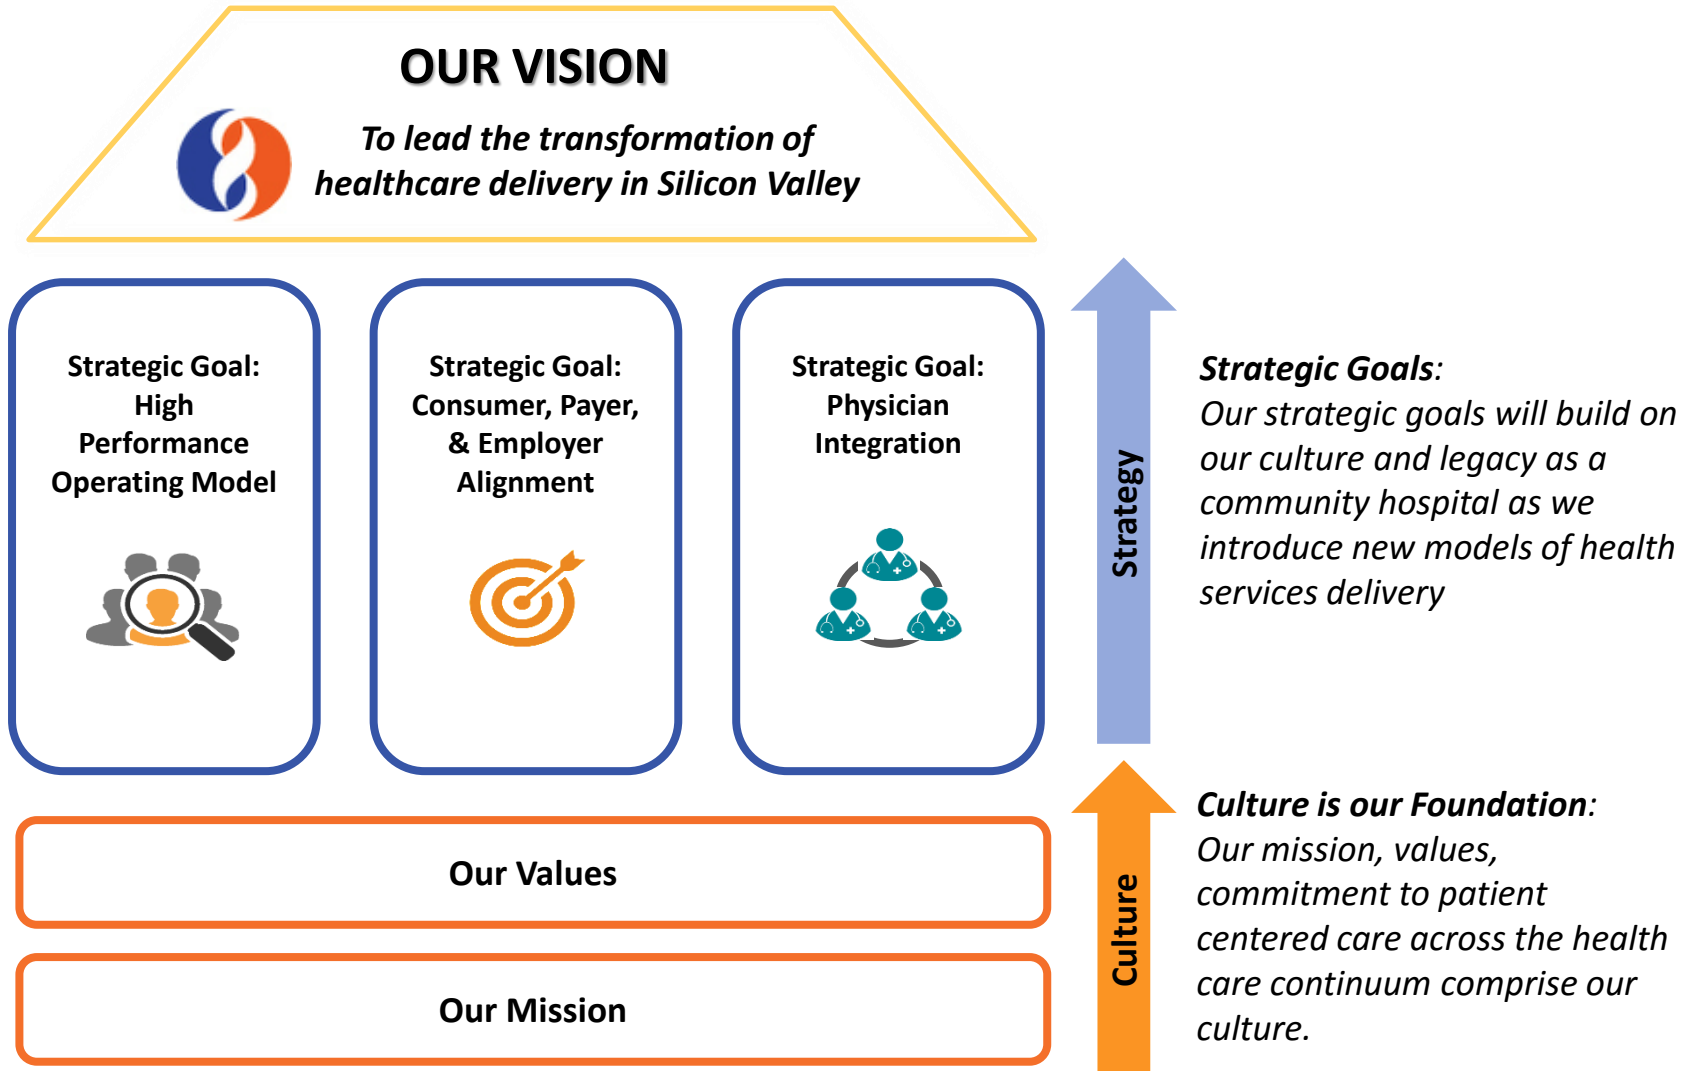 OUR VISION
To lead the transformation of
healthcare delivery in Silicon Valley
Strategic Goal:
High
Performance
Operating Model
Strategic Goal:
Consumer, Payer,
& Employer
Alignment
Strategic Goal:
Physician
Integration
Strategy
Strategic Goals:
Our strategic goals will build on
our culture and legacy as a
community hospital as we
introduce new models of health
services delivery
Our Values
Our Mission
Culture
Culture is our Foundation:
Our mission, values,
commitment to patient
centered care across the health
care continuum comprise our
culture.